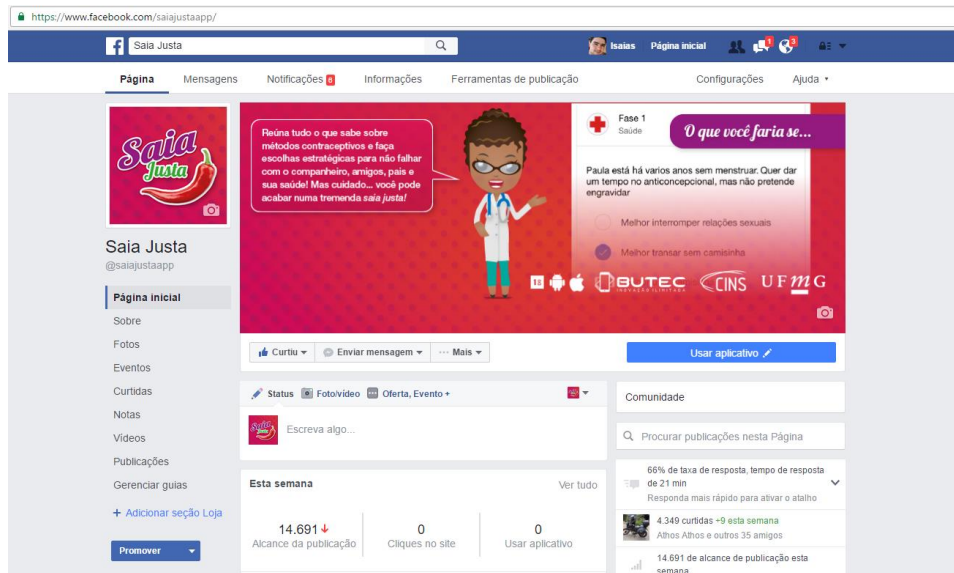 https://www.facebook.com/saiajustaapp/
Saia Justa
Isaias Página inicial 1 3
Página Mensagens Notificações 6 Informações Ferramentas de publicação Configurações Ajuda
Saia
Justa
Saia Justa
@saiajustaapp
Página inicial
Sobre
Fotos
Eventos
Curtidas
Notas
Vídeos
Publicações
Gerenciar guias
+ Adicionar seção Loja
Promover
Reúna tudo o que sabe sobre
métodos contraceptivos e faça
escolhas estratégicas para não falhar
com o companheiro, amigos, pais e
sua saúde! Mas cuidado... você pode
acabar numa tremenda saia justa!
Fase 1
Saúde
O que você faria se...
Paula está há varios anos sem menstruar. Quer dar
um tempo no anticoncepcional, mas não pretende
engravidar
Melhor interromper relações sexuais
Melhor transar sem camisinha
BUTEC
CINS
UFMG
Curtiu Enviar mensagem ··· Mais
Usar aplicativo
Status Foto/vídeo Oferta, Evento +
Saia Justa
Escreva algo...
Esta semana Ver tudo
14.691
Alcance da publicação
0
Cliques no site
0
Usar aplicativo
Comunidade
Procurar publicações nesta Página
66% de taxa de resposta, tempo de resposta
de 21 min
Responda mais rápido para ativar o atalho
4.349 curtidas +9 esta semana
Athos Athos e outros 35 amigos
14.691 de alcance de publicação esta
semana